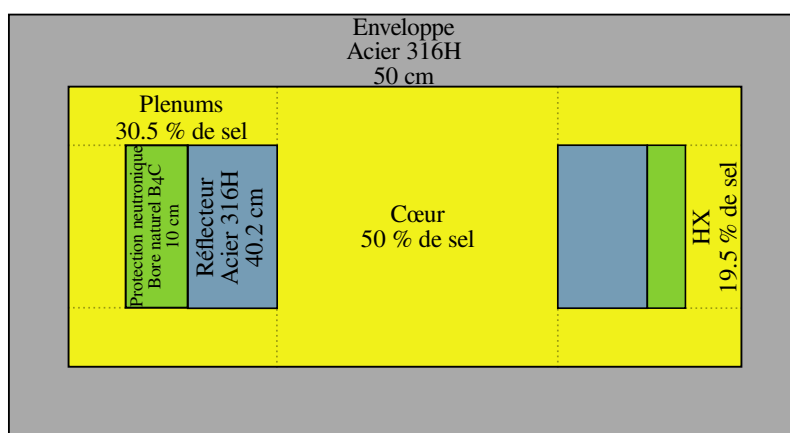 Enveloppe
Acier 316H
50 cm
Plenums
30.5 % de sel
Protection neutronique
Bore naturel B4C
10 cm
Réflecteur
Acier 316H
40.2 cm
Cœur
50 % de sel
HX
19.5 % de sel